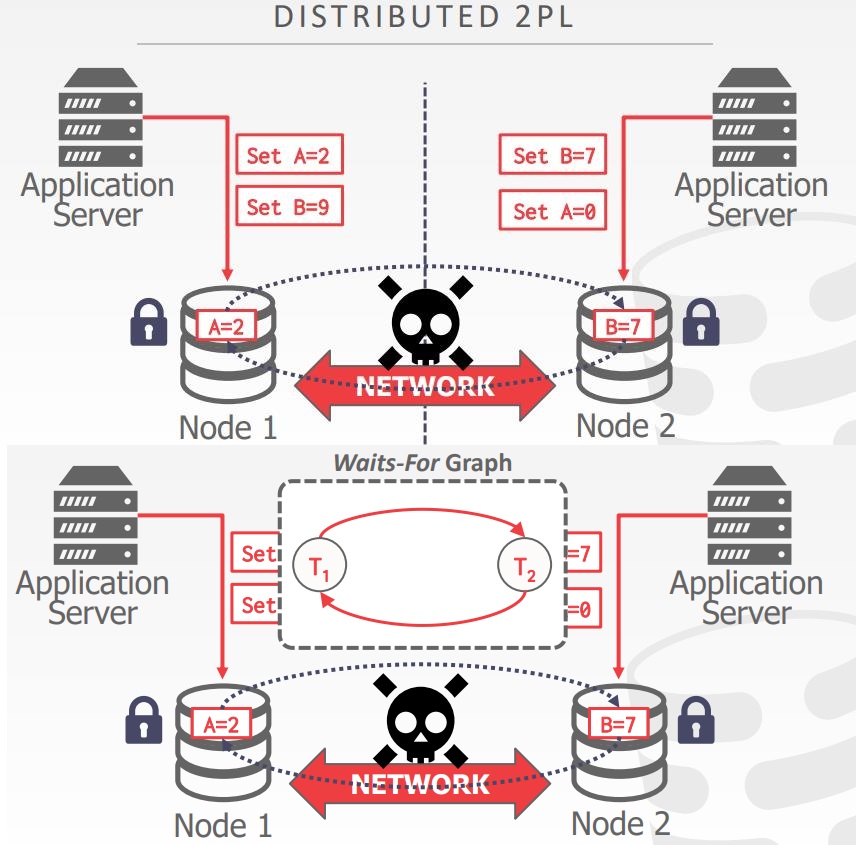 DISTRIBUTED 2PL
Set A=2
Set B=7
Application
Server
Application
Server
Set B=9
Set A=0
A=2
B=7
NETWORK
Node 1
Node 2
Waits-For Graph
Set
=7
T1
T2
Application
Server
Application
Server
Set
=0
A=2
B=7
NETWORK
Node 1
Node 2